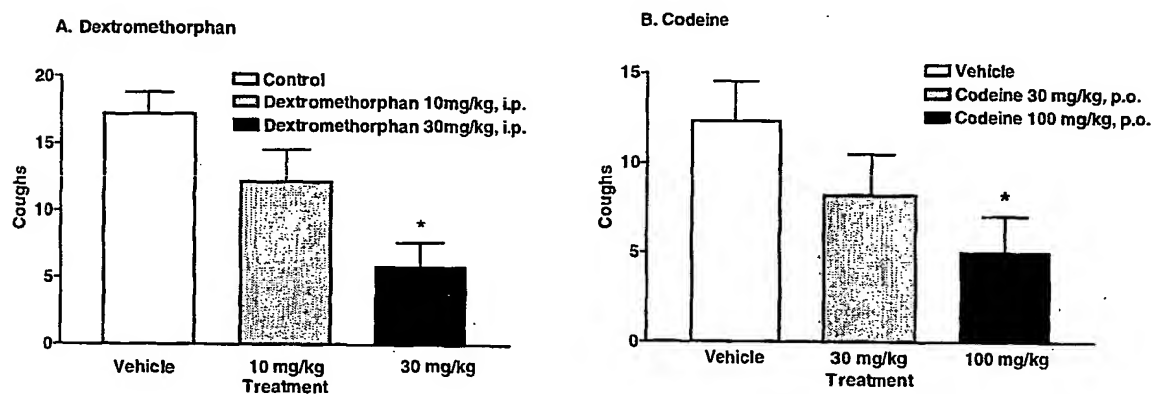 A. Dextromethorphan
20
15
10
5
0
Coughs
Control
Dextromethorphan 10mg/kg, i.p.
Dextromethorphan 30mg/kg, i.p.
*
Vehicle
10 mg/kg
30 mg/kg
Treatment
B. Codeine
15
10
5
0
Coughs
Vehicle
Codeine 30 mg/kg, p.o.
Codeine 100 mg/kg, p.o.
*
Vehicle
30 mg/kg
100 mg/kg
Treatment